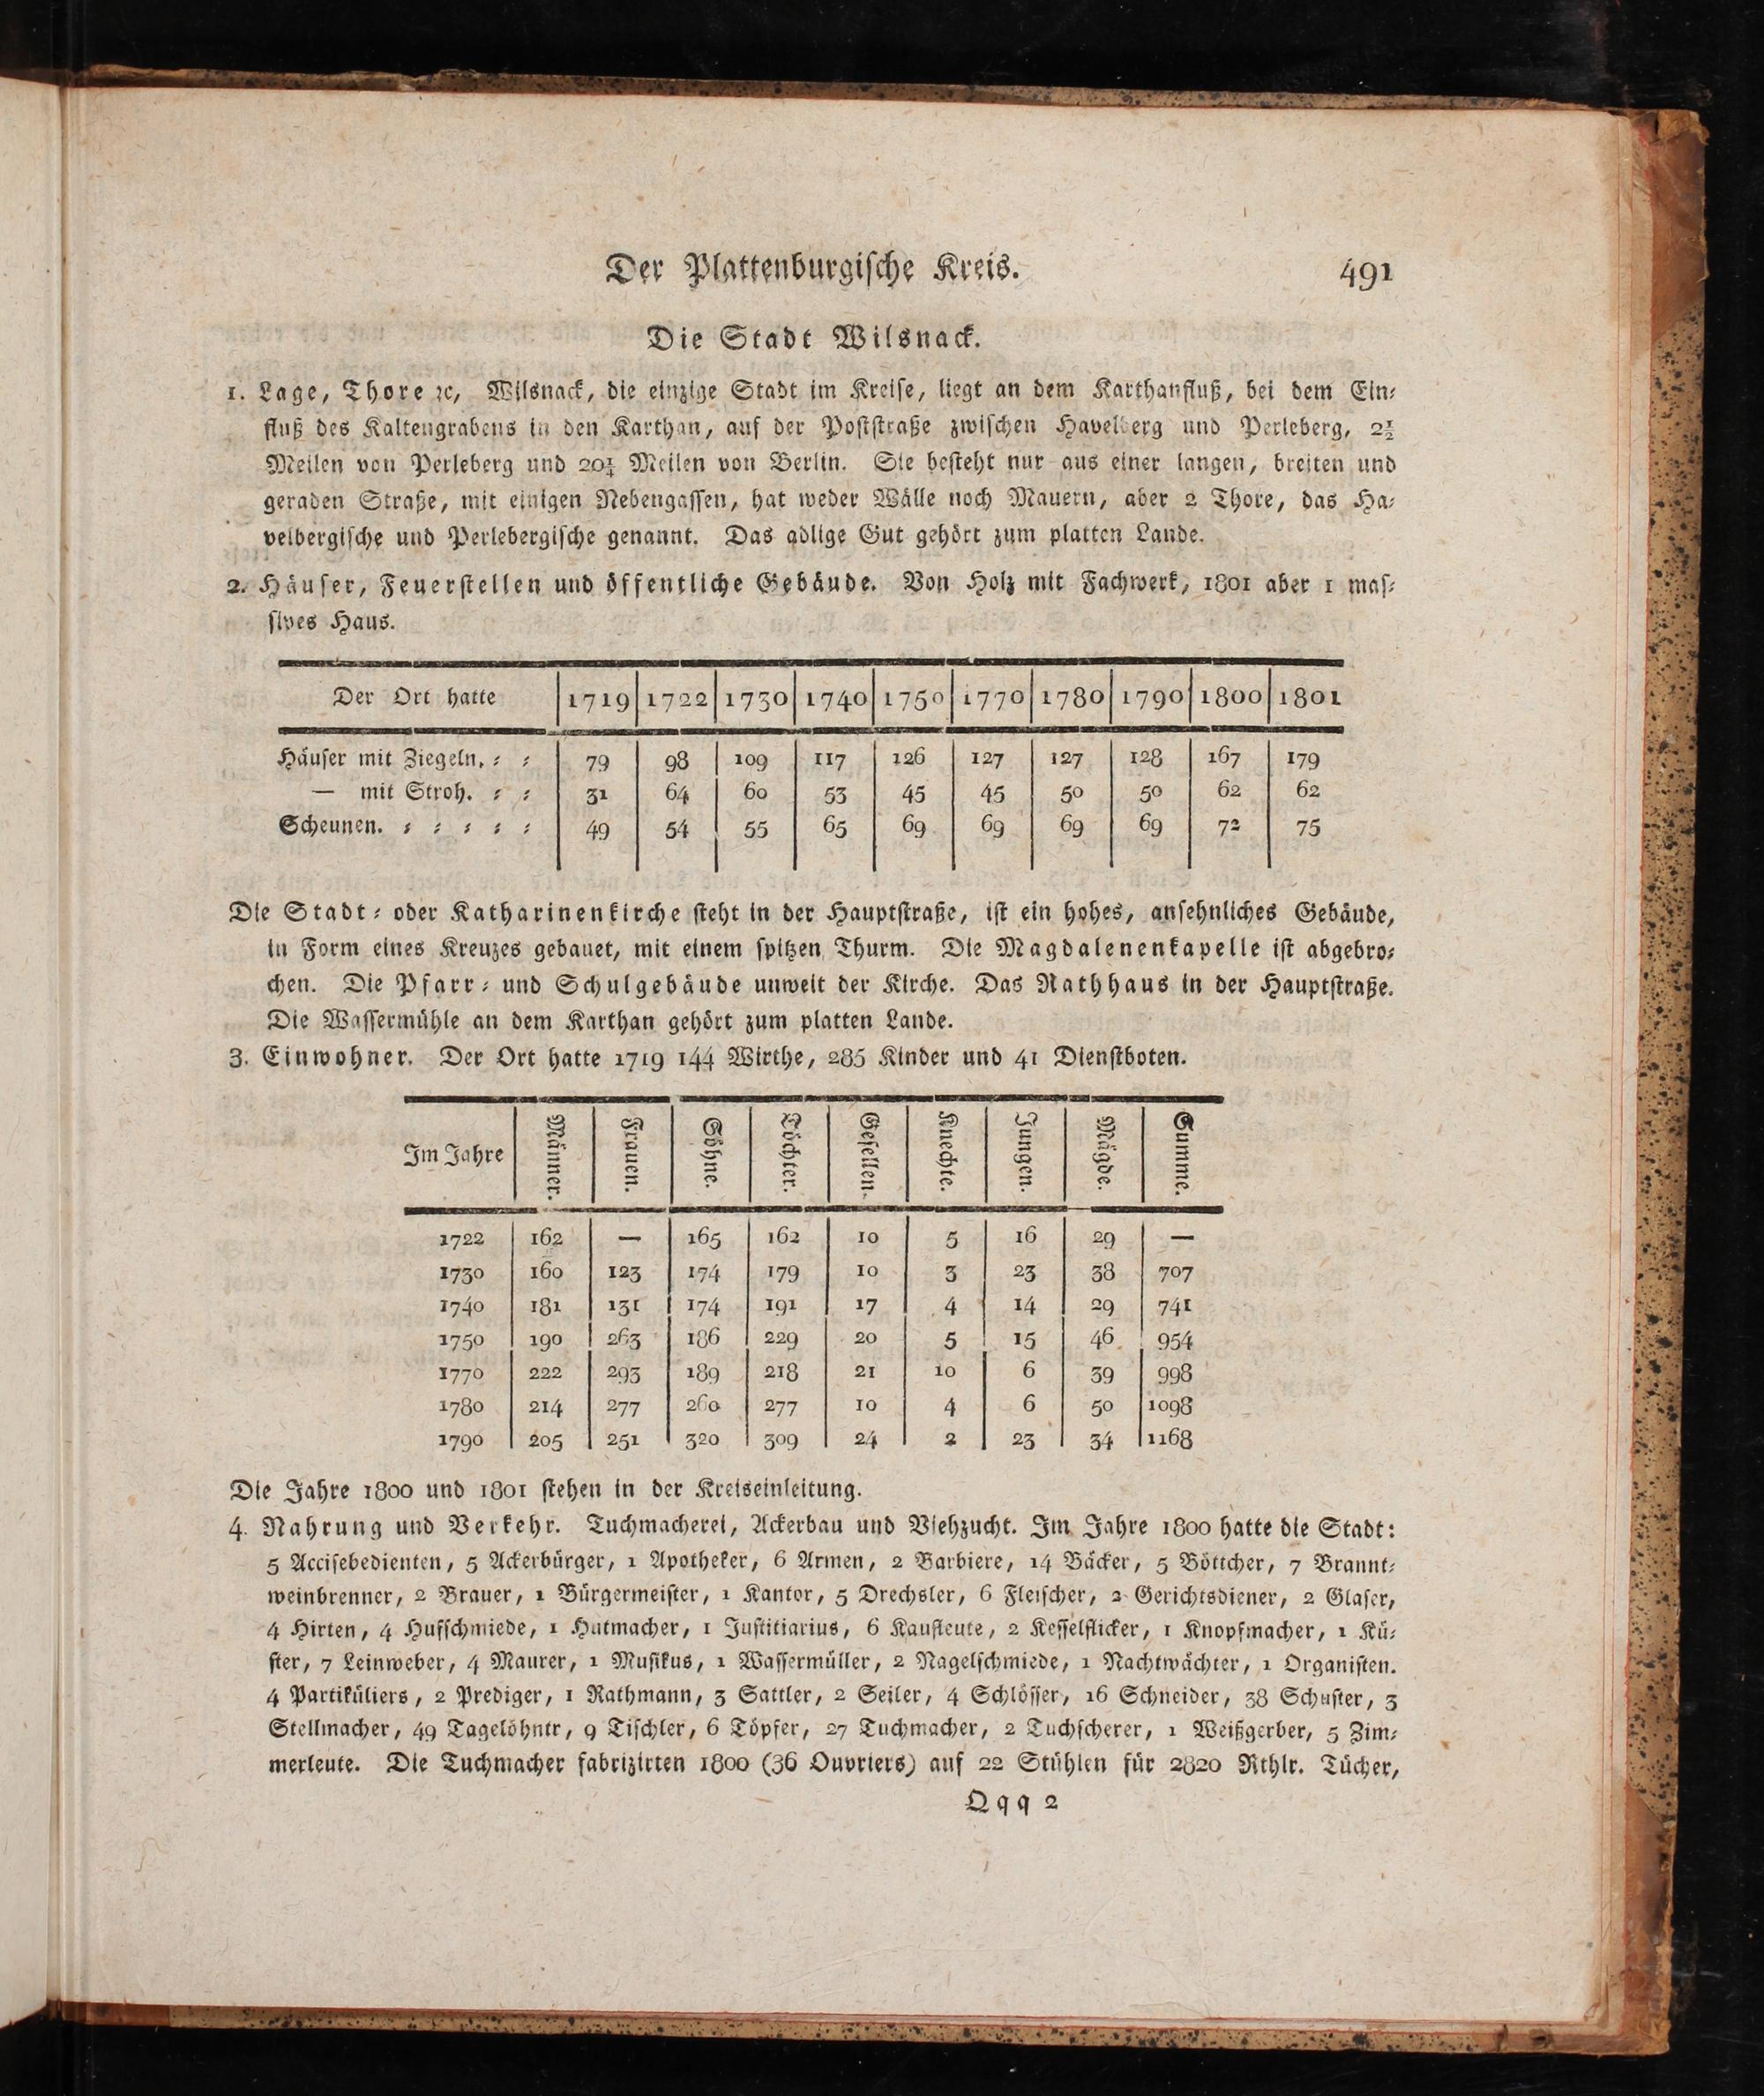 Der Plattenburgische Kreis. 491
Die Stadt Wilsnack.
1. Lage, Thore ꝛc, Wilsnack, die einzige Stadt im Kreise, liegt an dem Karthanfluß, bei dem Ein⸗
fluß des Kaltengrabens in den Karthan, auf der Poststraße zwischen Havelberg und Perleberg, 2½
Meilen von Perleberg und 20¼ Meilen von Berlin. Sie besteht nur aus einer langen, breiten und
geraden Straße, mit einigen Nebengassen, hat weder Wälle noch Mauern, aber 2 Thore, das Ha⸗
velbergische und Perlebergische genannt. Das adlige Gut gehört zum platten Lande.
2. Häuser, Feuerstellen und öffentliche Gebäude. Von Holz mit Fachwerk, 1801 aber 1 mas⸗
sives Haus.
Der Ort hatte 1719 1722 1730 1740 1750 1770 1780 1790 1800 1801
Häuser mit Ziegeln. ⸗ ⸗ 79 98 109 117 126 127 127 128 167 179
— mit Stroh. ⸗ ⸗ 31 64 60 53 45 45 50 50 62 62
Scheunen. ⸗ ⸗ ⸗ ⸗ ⸗ 49 54 55 65 69 69 69 69 72 75
Die Stadt⸗ oder Katharinenkirche steht in der Hauptstraße, ist ein hohes, ansehnliches Gebäude,
in Form eines Kreuzes gebauet, mit einem spitzen Thurm. Die Magdalenenkapelle ist abgebro⸗
chen. Die Pfarr⸗ und Schulgebäude unweit der Kirche. Das Rathhaus in der Hauptstraße.
Die Wassermühle an dem Karthan gehört zum platten Lande.
3. Einwohner. Der Ort hatte 1719 144 Wirthe, 285 Kinder und 41 Dienstboten.
Im Jahre Männer. Frauen. Söhne. Töchter. Gesellen. Knechte. Jungen. Mägde. Summe.
1722 162 — 165 162 10 5 16 29 —
1730 160 123 174 179 10 3 23 38 707
1740 181 131 174 191 17 4 14 29 741
1750 190 263 186 229 20 5 15 46 954
1770 222 293 189 218 21 10 6 39 998
1780 214 277 260 277 10 4 6 50 1098
1790 205 251 320 309 24 2 23 34 1168
Die Jahre 1800 und 1801 stehen in der Kreiseinleitung.
4. Nahrung und Verkehr. Tuchmacherei, Ackerbau und Viehzucht. Im Jahre 1800 hatte die Stadt:
5 Accisebedienten, 5 Ackerbürger, 1 Apotheker, 6 Armen, 2 Barbiere, 14 Bäcker, 5 Böttcher, 7 Brannt⸗
weinbrenner, 2 Brauer, 1 Bürgermeister, 1 Kantor, 5 Drechsler, 6 Fleischer, 2 Gerichtsdiener, 2 Glaser,
4 Hirten, 4 Hufschmiede, 1 Hutmacher, 1 Justitiarius, 6 Kaufleute, 2 Kesselflicker, 1 Knopfmacher, 1 Kü⸗
ster, 7 Leinweber, 4 Maurer, 1 Musikus, 1 Wassermüller, 2 Nagelschmiede, 1 Nachtwächter, 1 Organisten.
4 Partiküliers, 2 Prediger, 1 Rathmann, 3 Sattler, 2 Seiler, 4 Schlösser, 16 Schneider, 38 Schuster, 3
Stellmacher, 49 Tagelöhntr, 9 Tischler, 6 Töpfer, 27 Tuchmacher, 2 Tuchscherer, 1 Weißgerber, 5 Zim⸗
merleute. Die Tuchmacher fabrizirten 1800 (36 Ouvriers) auf 22 Stühlen für 2820 Rthlr. Tücher,
Qqq 2